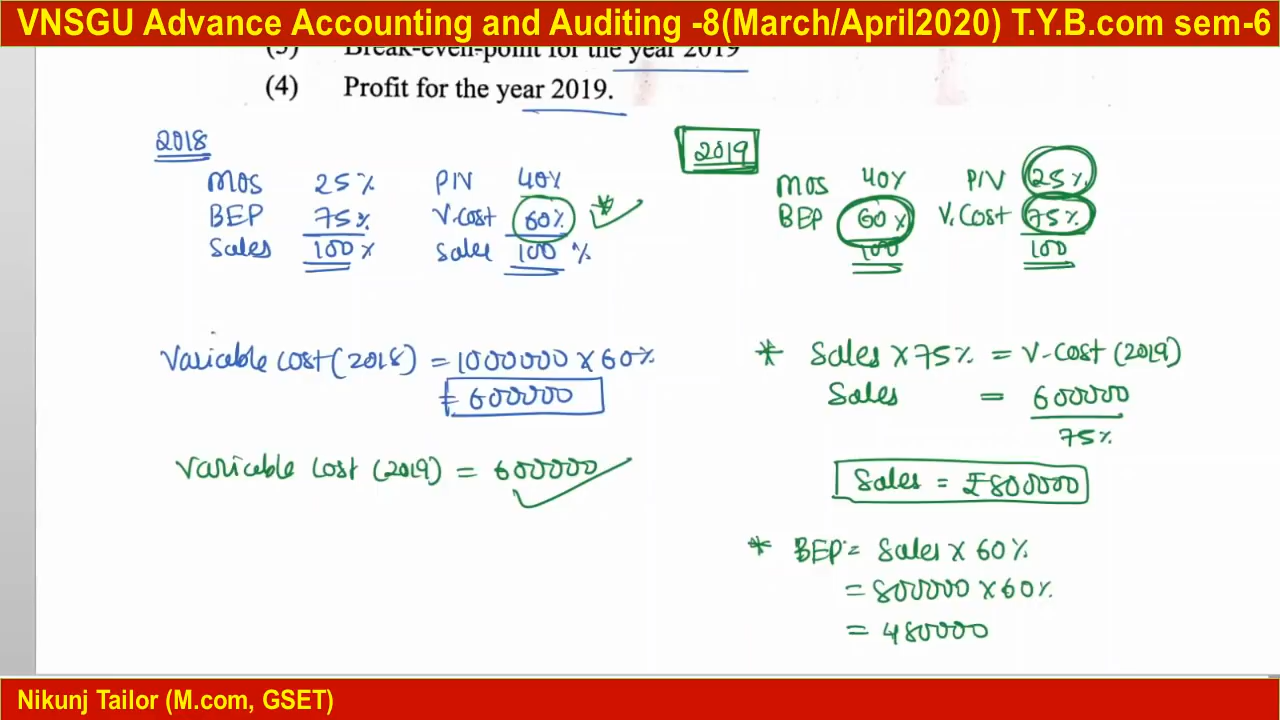 VNSGU Advance Accounting and Auditing -8(March/April2020) T.Y.B.com sem-6
(3) Break-even-point for the year 2019
(4) Profit for the year 2019.
2018
MOS 25% P/V 40%
BEP 75% V.Cost 60% *
Sales 100% Sales 100 %
2019
MOS 40% P/V 25%
BEP 60% V.Cost 75%
100 100
Variable Cost (2018) = 1000000 × 60%
= 600000
Variable Cost (2019) = 600000
* Sales × 75% = V-Cost (2019)
Sales = 600000
75%
Sales = ₹800000
* BEP = Sales × 60%
= 800000 × 60%
= 480000
Nikunj Tailor (M.com, GSET)